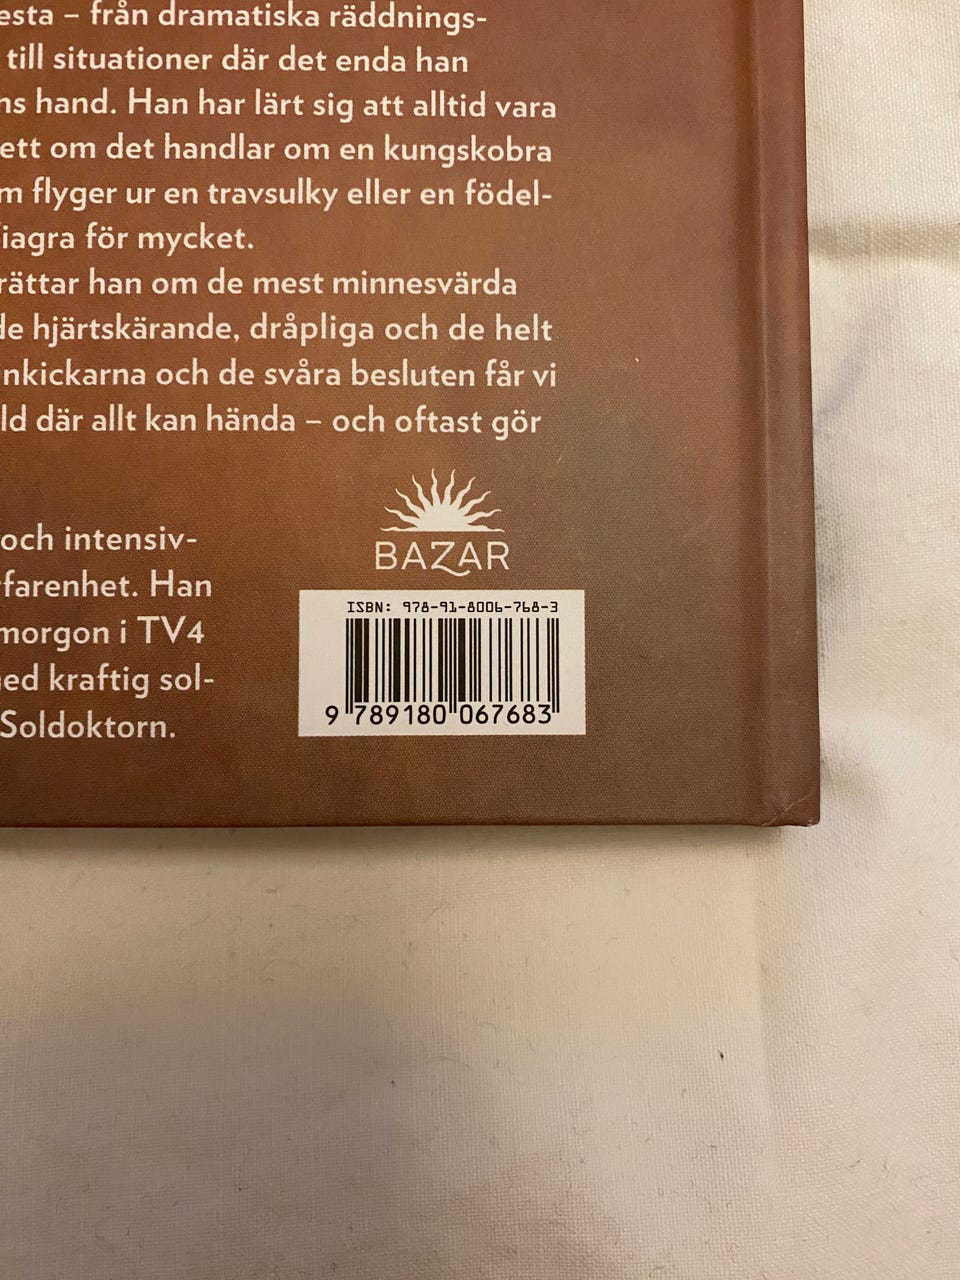 esta – från dramatiska räddnings-
till situationer där det enda han
ns hand. Han har lärt sig att alltid vara
ett om det handlar om en kungskobra
m flyger ur en travsulky eller en födel-
iagra för mycket.
rättar han om de mest minnesvärda
de hjärtskärande, dråpliga och de helt
nkickarna och de svåra besluten får vi
ld där allt kan hända – och oftast gör
och intensiv-
farenhet. Han
morgon i TV4
ed kraftig sol-
Soldoktorn.
BAZAR
ISBN: 978-91-8006-768-3
9 789180 067683